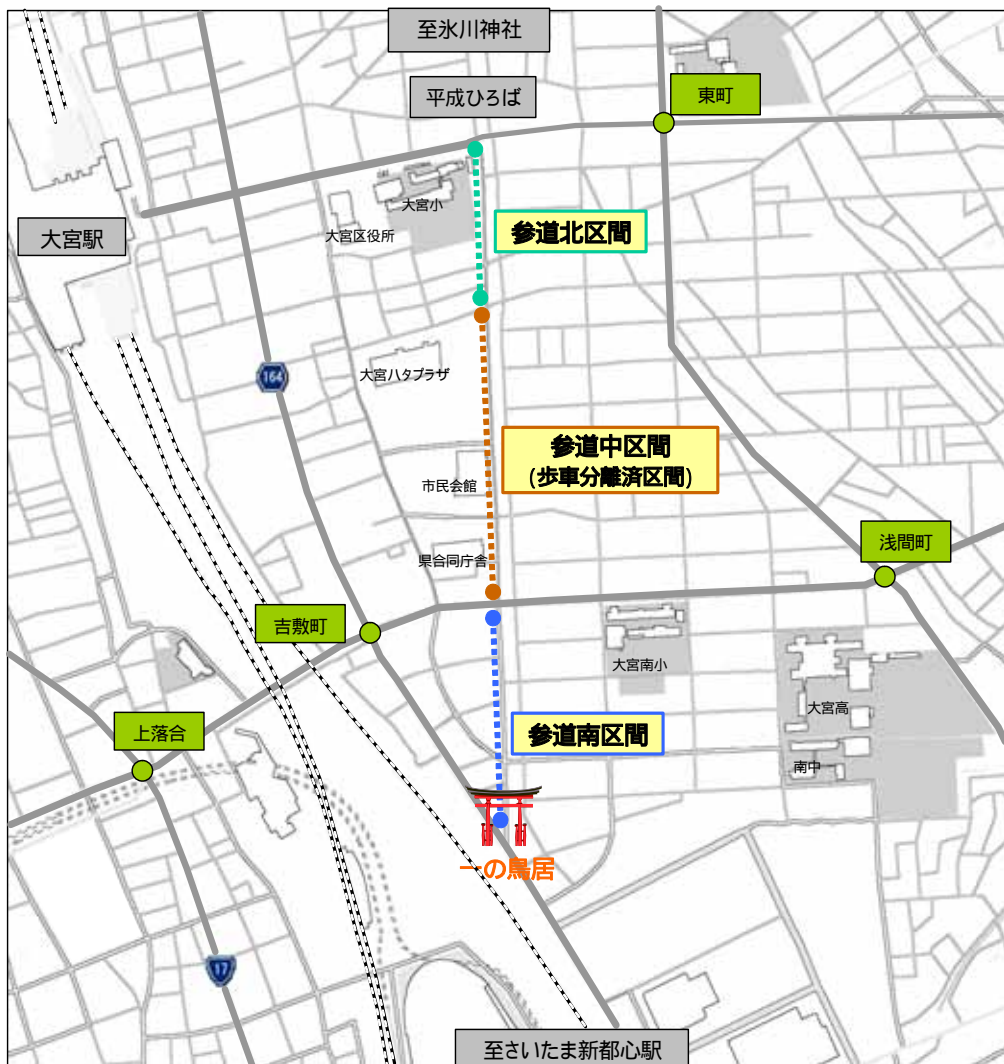 至氷川神社
平成ひろば
東町
大宮小
大宮区役所
大宮駅
参道北区間
164
大宮ハタプラザ
参道中区間
(歩車分離済区間)
市民会館
県合同庁舎
浅間町
吉敷町
大宮南小
大宮高
上落合
参道南区間
南中
一の鳥居
17
至さいたま新都心駅